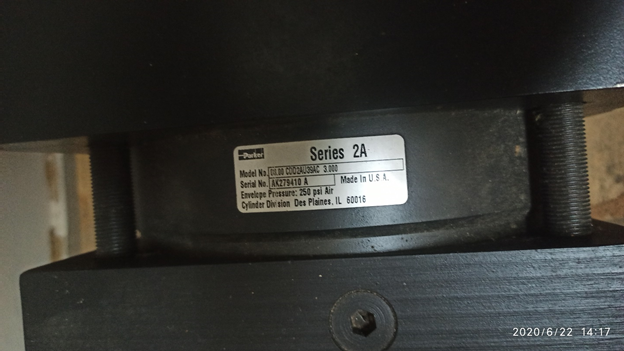 Parker
Series 2A
Model No. CDD2AU39AC 3.000
Serial No. AK279410 A
Made In U.S.A.
Envelope Pressure: 250 psi Air
Cylinder Division Des Plaines, IL 60016
2020/6/22 14:17